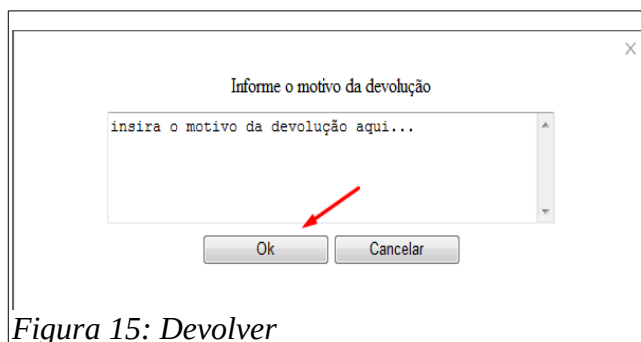 X
Informe o motivo da devolução
insira o motivo da devolução aqui...
Ok Cancelar
Figura 15: Devolver